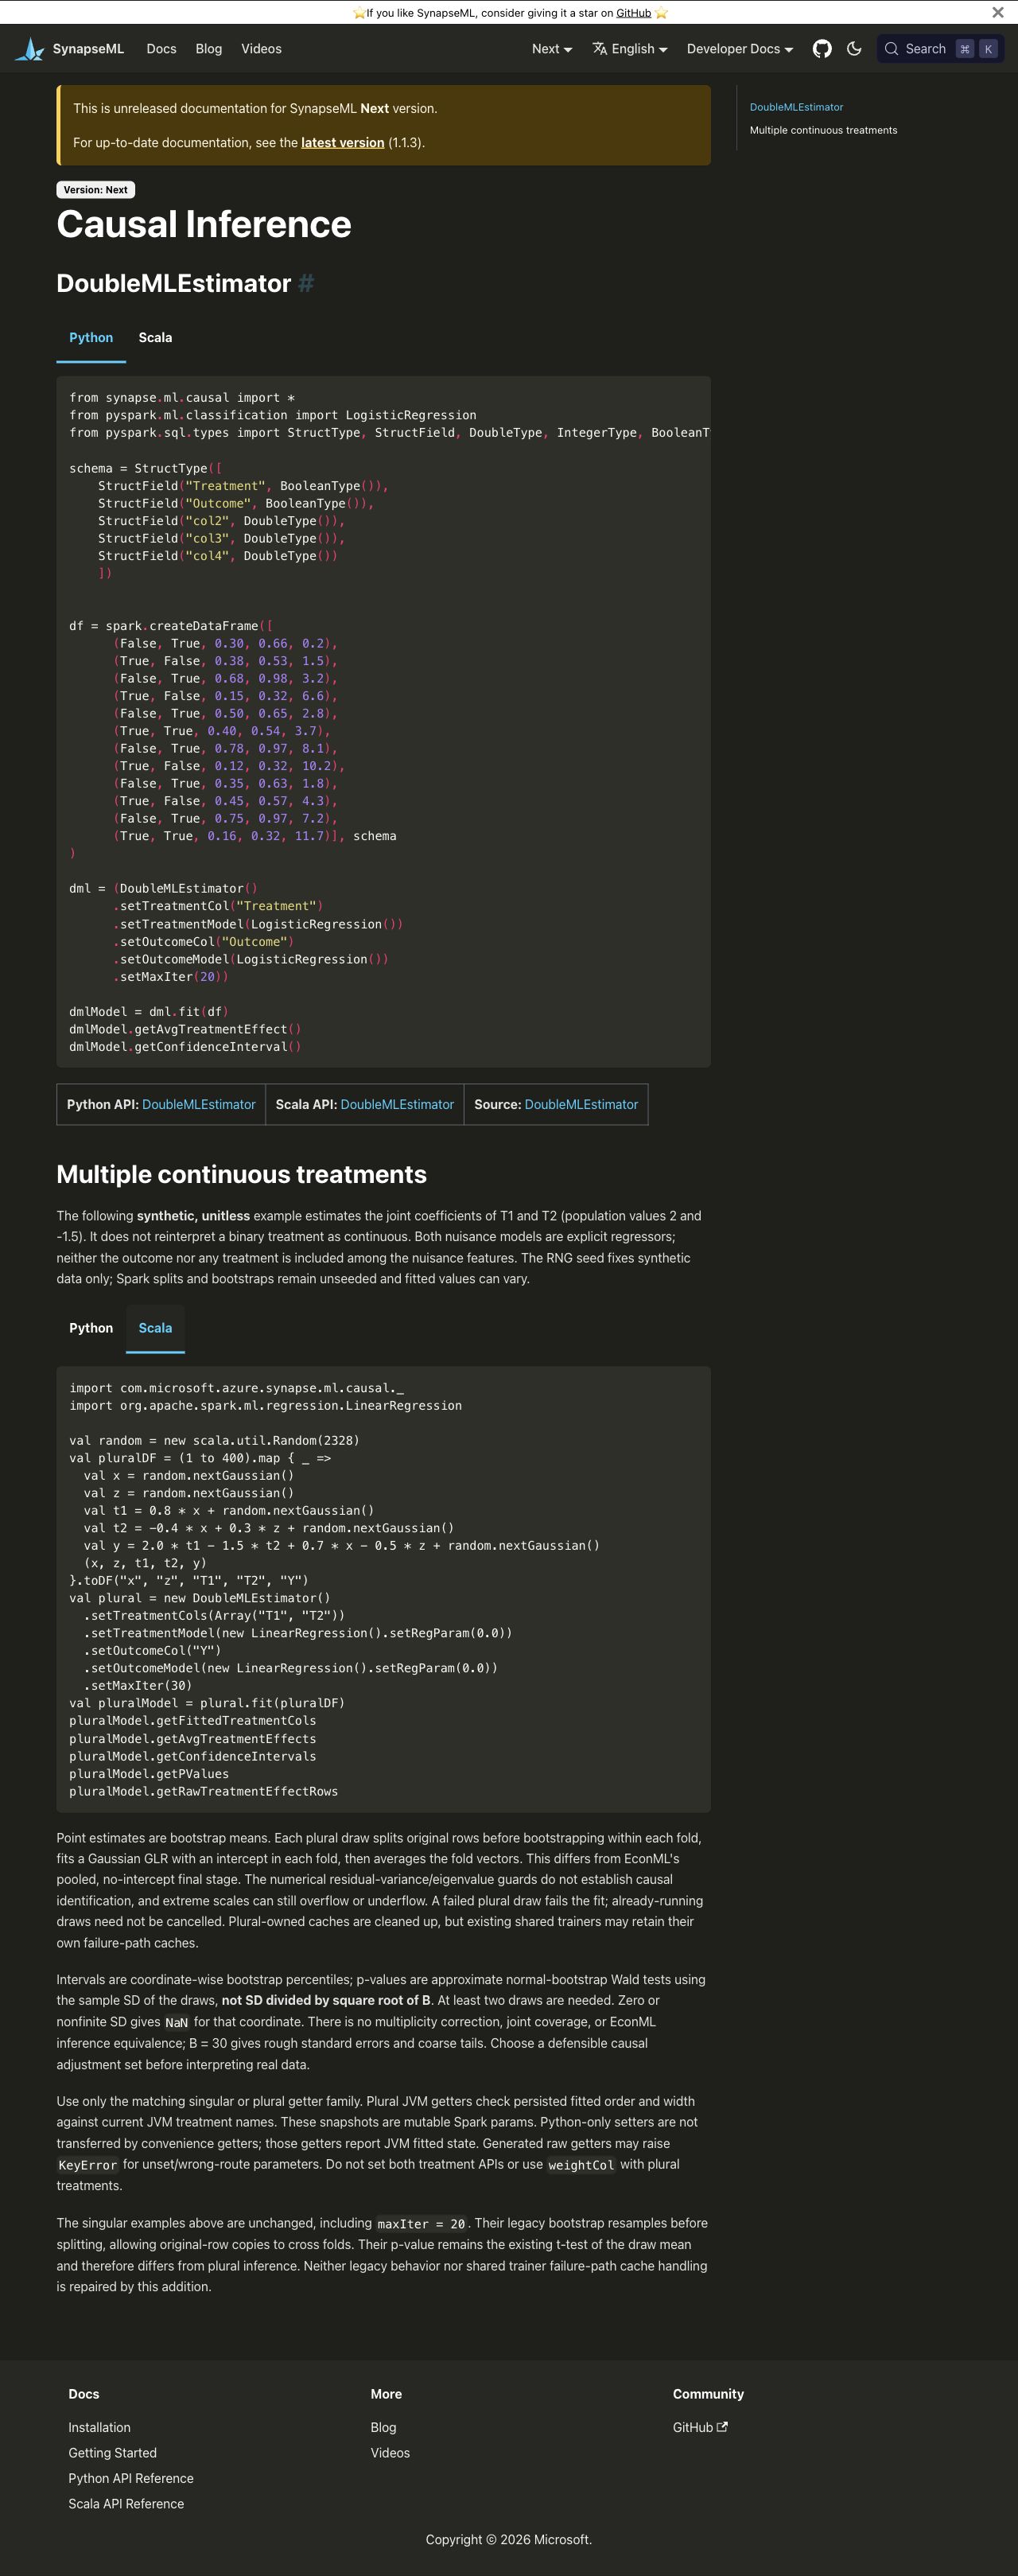 ⭐️If you like SynapseML, consider giving it a star on GitHub ⭐
SynapseML Docs Blog Videos Next English Developer Docs Search ⌘ K
This is unreleased documentation for SynapseML Next version.
For up-to-date documentation, see the latest version (1.1.3).
DoubleMLEstimator
Multiple continuous treatments
Version: Next
Causal Inference
DoubleMLEstimator #
Python Scala
from synapse.ml.causal import *
from pyspark.ml.classification import LogisticRegression
from pyspark.sql.types import StructType, StructField, DoubleType, IntegerType, BooleanT
schema = StructType([
    StructField("Treatment", BooleanType()),
    StructField("Outcome", BooleanType()),
    StructField("col2", DoubleType()),
    StructField("col3", DoubleType()),
    StructField("col4", DoubleType())
    ])
df = spark.createDataFrame([
      (False, True, 0.30, 0.66, 0.2),
      (True, False, 0.38, 0.53, 1.5),
      (False, True, 0.68, 0.98, 3.2),
      (True, False, 0.15, 0.32, 6.6),
      (False, True, 0.50, 0.65, 2.8),
      (True, True, 0.40, 0.54, 3.7),
      (False, True, 0.78, 0.97, 8.1),
      (True, False, 0.12, 0.32, 10.2),
      (False, True, 0.35, 0.63, 1.8),
      (True, False, 0.45, 0.57, 4.3),
      (False, True, 0.75, 0.97, 7.2),
      (True, True, 0.16, 0.32, 11.7)], schema
)
dml = (DoubleMLEstimator()
      .setTreatmentCol("Treatment")
      .setTreatmentModel(LogisticRegression())
      .setOutcomeCol("Outcome")
      .setOutcomeModel(LogisticRegression())
      .setMaxIter(20))
dmlModel = dml.fit(df)
dmlModel.getAvgTreatmentEffect()
dmlModel.getConfidenceInterval()
Python API: DoubleMLEstimator Scala API: DoubleMLEstimator Source: DoubleMLEstimator
Multiple continuous treatments
The following synthetic, unitless example estimates the joint coefficients of T1 and T2 (population values 2 and
-1.5). It does not reinterpret a binary treatment as continuous. Both nuisance models are explicit regressors;
neither the outcome nor any treatment is included among the nuisance features. The RNG seed fixes synthetic
data only; Spark splits and bootstraps remain unseeded and fitted values can vary.
Python Scala
import com.microsoft.azure.synapse.ml.causal._
import org.apache.spark.ml.regression.LinearRegression
val random = new scala.util.Random(2328)
val pluralDF = (1 to 400).map { _ =>
  val x = random.nextGaussian()
  val z = random.nextGaussian()
  val t1 = 0.8 * x + random.nextGaussian()
  val t2 = -0.4 * x + 0.3 * z + random.nextGaussian()
  val y = 2.0 * t1 - 1.5 * t2 + 0.7 * x - 0.5 * z + random.nextGaussian()
  (x, z, t1, t2, y)
}.toDF("x", "z", "T1", "T2", "Y")
val plural = new DoubleMLEstimator()
  .setTreatmentCols(Array("T1", "T2"))
  .setTreatmentModel(new LinearRegression().setRegParam(0.0))
  .setOutcomeCol("Y")
  .setOutcomeModel(new LinearRegression().setRegParam(0.0))
  .setMaxIter(30)
val pluralModel = plural.fit(pluralDF)
pluralModel.getFittedTreatmentCols
pluralModel.getAvgTreatmentEffects
pluralModel.getConfidenceIntervals
pluralModel.getPValues
pluralModel.getRawTreatmentEffectRows
Point estimates are bootstrap means. Each plural draw splits original rows before bootstrapping within each fold,
fits a Gaussian GLR with an intercept in each fold, then averages the fold vectors. This differs from EconML's
pooled, no-intercept final stage. The numerical residual-variance/eigenvalue guards do not establish causal
identification, and extreme scales can still overflow or underflow. A failed plural draw fails the fit; already-running
draws need not be cancelled. Plural-owned caches are cleaned up, but existing shared trainers may retain their
own failure-path caches.
Intervals are coordinate-wise bootstrap percentiles; p-values are approximate normal-bootstrap Wald tests using
the sample SD of the draws, not SD divided by square root of B. At least two draws are needed. Zero or
nonfinite SD gives NaN for that coordinate. There is no multiplicity correction, joint coverage, or EconML
inference equivalence; B = 30 gives rough standard errors and coarse tails. Choose a defensible causal
adjustment set before interpreting real data.
Use only the matching singular or plural getter family. Plural JVM getters check persisted fitted order and width
against current JVM treatment names. These snapshots are mutable Spark params. Python-only setters are not
transferred by convenience getters; those getters report JVM fitted state. Generated raw getters may raise
KeyError for unset/wrong-route parameters. Do not set both treatment APIs or use weightCol with plural
treatments.
The singular examples above are unchanged, including maxIter = 20. Their legacy bootstrap resamples before
splitting, allowing original-row copies to cross folds. Their p-value remains the existing t-test of the draw mean
and therefore differs from plural inference. Neither legacy behavior nor shared trainer failure-path cache handling
is repaired by this addition.
Docs More Community
Installation Blog GitHub
Getting Started Videos
Python API Reference
Scala API Reference
Copyright © 2026 Microsoft.